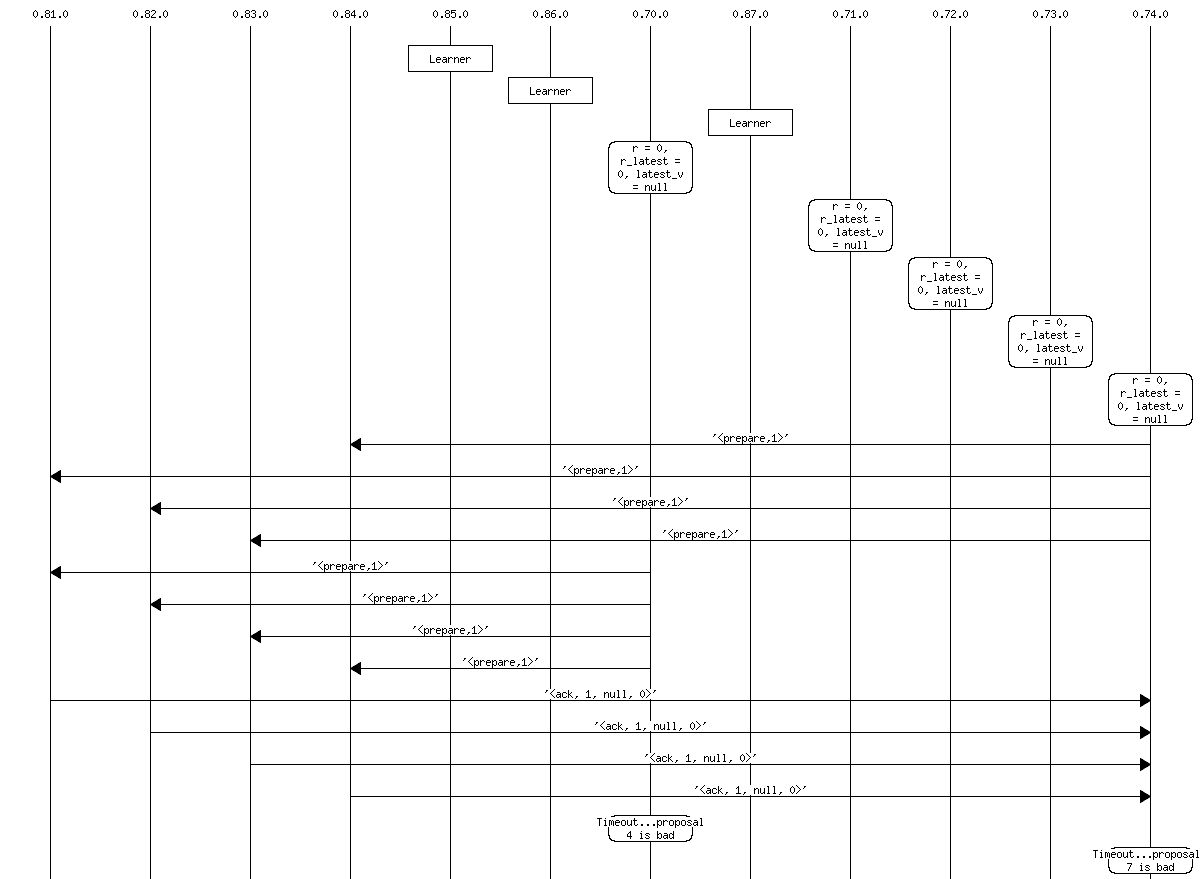 0.81.0 0.82.0 0.83.0 0.84.0 0.85.0 0.86.0 0.70.0 0.87.0 0.71.0 0.72.0 0.73.0 0.74.0
Learner
Learner
Learner
r = 0,
r_latest =
0, latest_v
= null
r = 0,
r_latest =
0, latest_v
= null
r = 0,
r_latest =
0, latest_v
= null
r = 0,
r_latest =
0, latest_v
= null
r = 0,
r_latest =
0, latest_v
= null
'<prepare,1>'
'<prepare,1>'
'<prepare,1>'
'<prepare,1>'
'<prepare,1>'
'<prepare,1>'
'<prepare,1>'
'<prepare,1>'
'<ack, 1, null, 0>'
'<ack, 1, null, 0>'
'<ack, 1, null, 0>'
'<ack, 1, null, 0>'
Timeout...proposal
4 is bad
Timeout...proposal
7 is bad